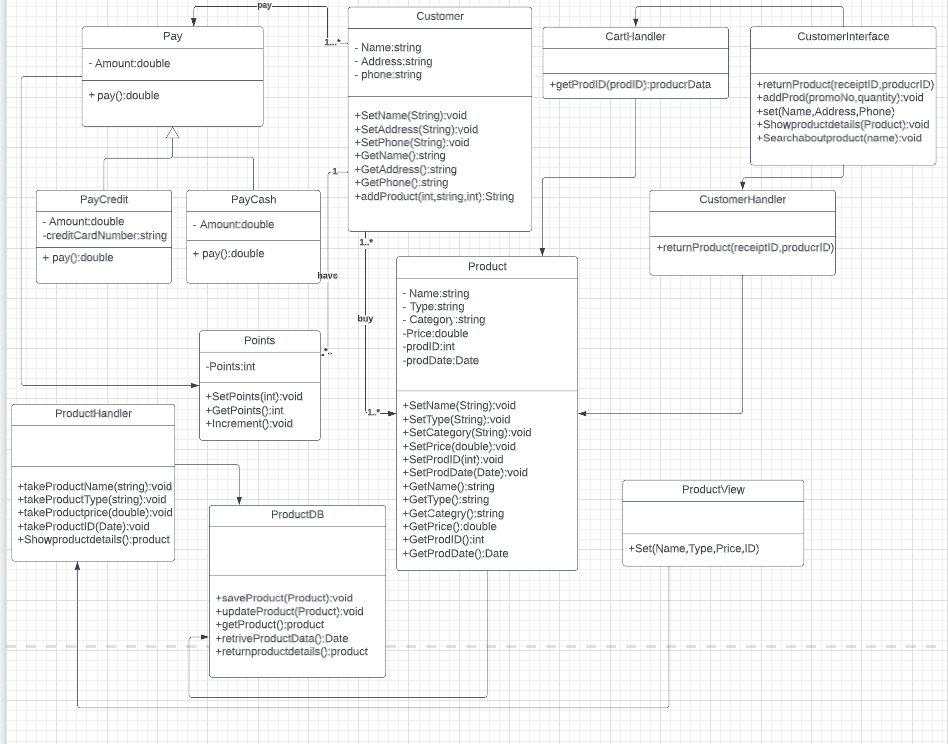 pay
Customer
- Name:string
- Address:string
- phone:string
+SetName(String):void
+SetAddress(String):void
+SetPhone(String):void
+GetName():string
+GetAddress():string
+GetPhone():string
+addProduct(int,string,int):String
1...*
1
1..*
Pay
- Amount:double
+ pay():double
CartHandler
+getProdID(prodID):producrData
CustomerInterface
+returnProduct(receiptID,producrID)
+addProd(promoNo,quantity):void
+set(Name,Address,Phone)
+Showproductdetails(Product):void
+Searchaboutproduct(name):void
PayCredit
- Amount:double
-creditCardNumber:string
+ pay():double
PayCash
- Amount:double
+ pay():double
CustomerHandler
+returnProduct(receiptID,producrID)
have
buy
1..*
Product
- Name:string
- Type:string
- Category:string
-Price:double
-prodID:int
-prodDate:Date
+SetName(String):void
+SetType(String):void
+SetCategory(String):void
+SetPrice(double):void
+SetProdID(int):void
+SetProdDate(Date):void
+GetName():string
+GetType():string
+GetCategry():string
+GetPrice():double
+GetProdID():int
+GetProdDate():Date
Points
-Points:int
+SetPoints(int):void
+GetPoints():int
+Increment():void
ProductHandler
+takeProductName(string):void
+takeProductType(string):void
+takeProductprice(double):void
+takeProductID(Date):void
+Showproductdetails():product
ProductDB
+saveProduct(Product):void
+updateProduct(Product):void
+getProduct():product
+retriveProductData():Date
+returnproductdetails():product
ProductView
+Set(Name,Type,Price,ID)